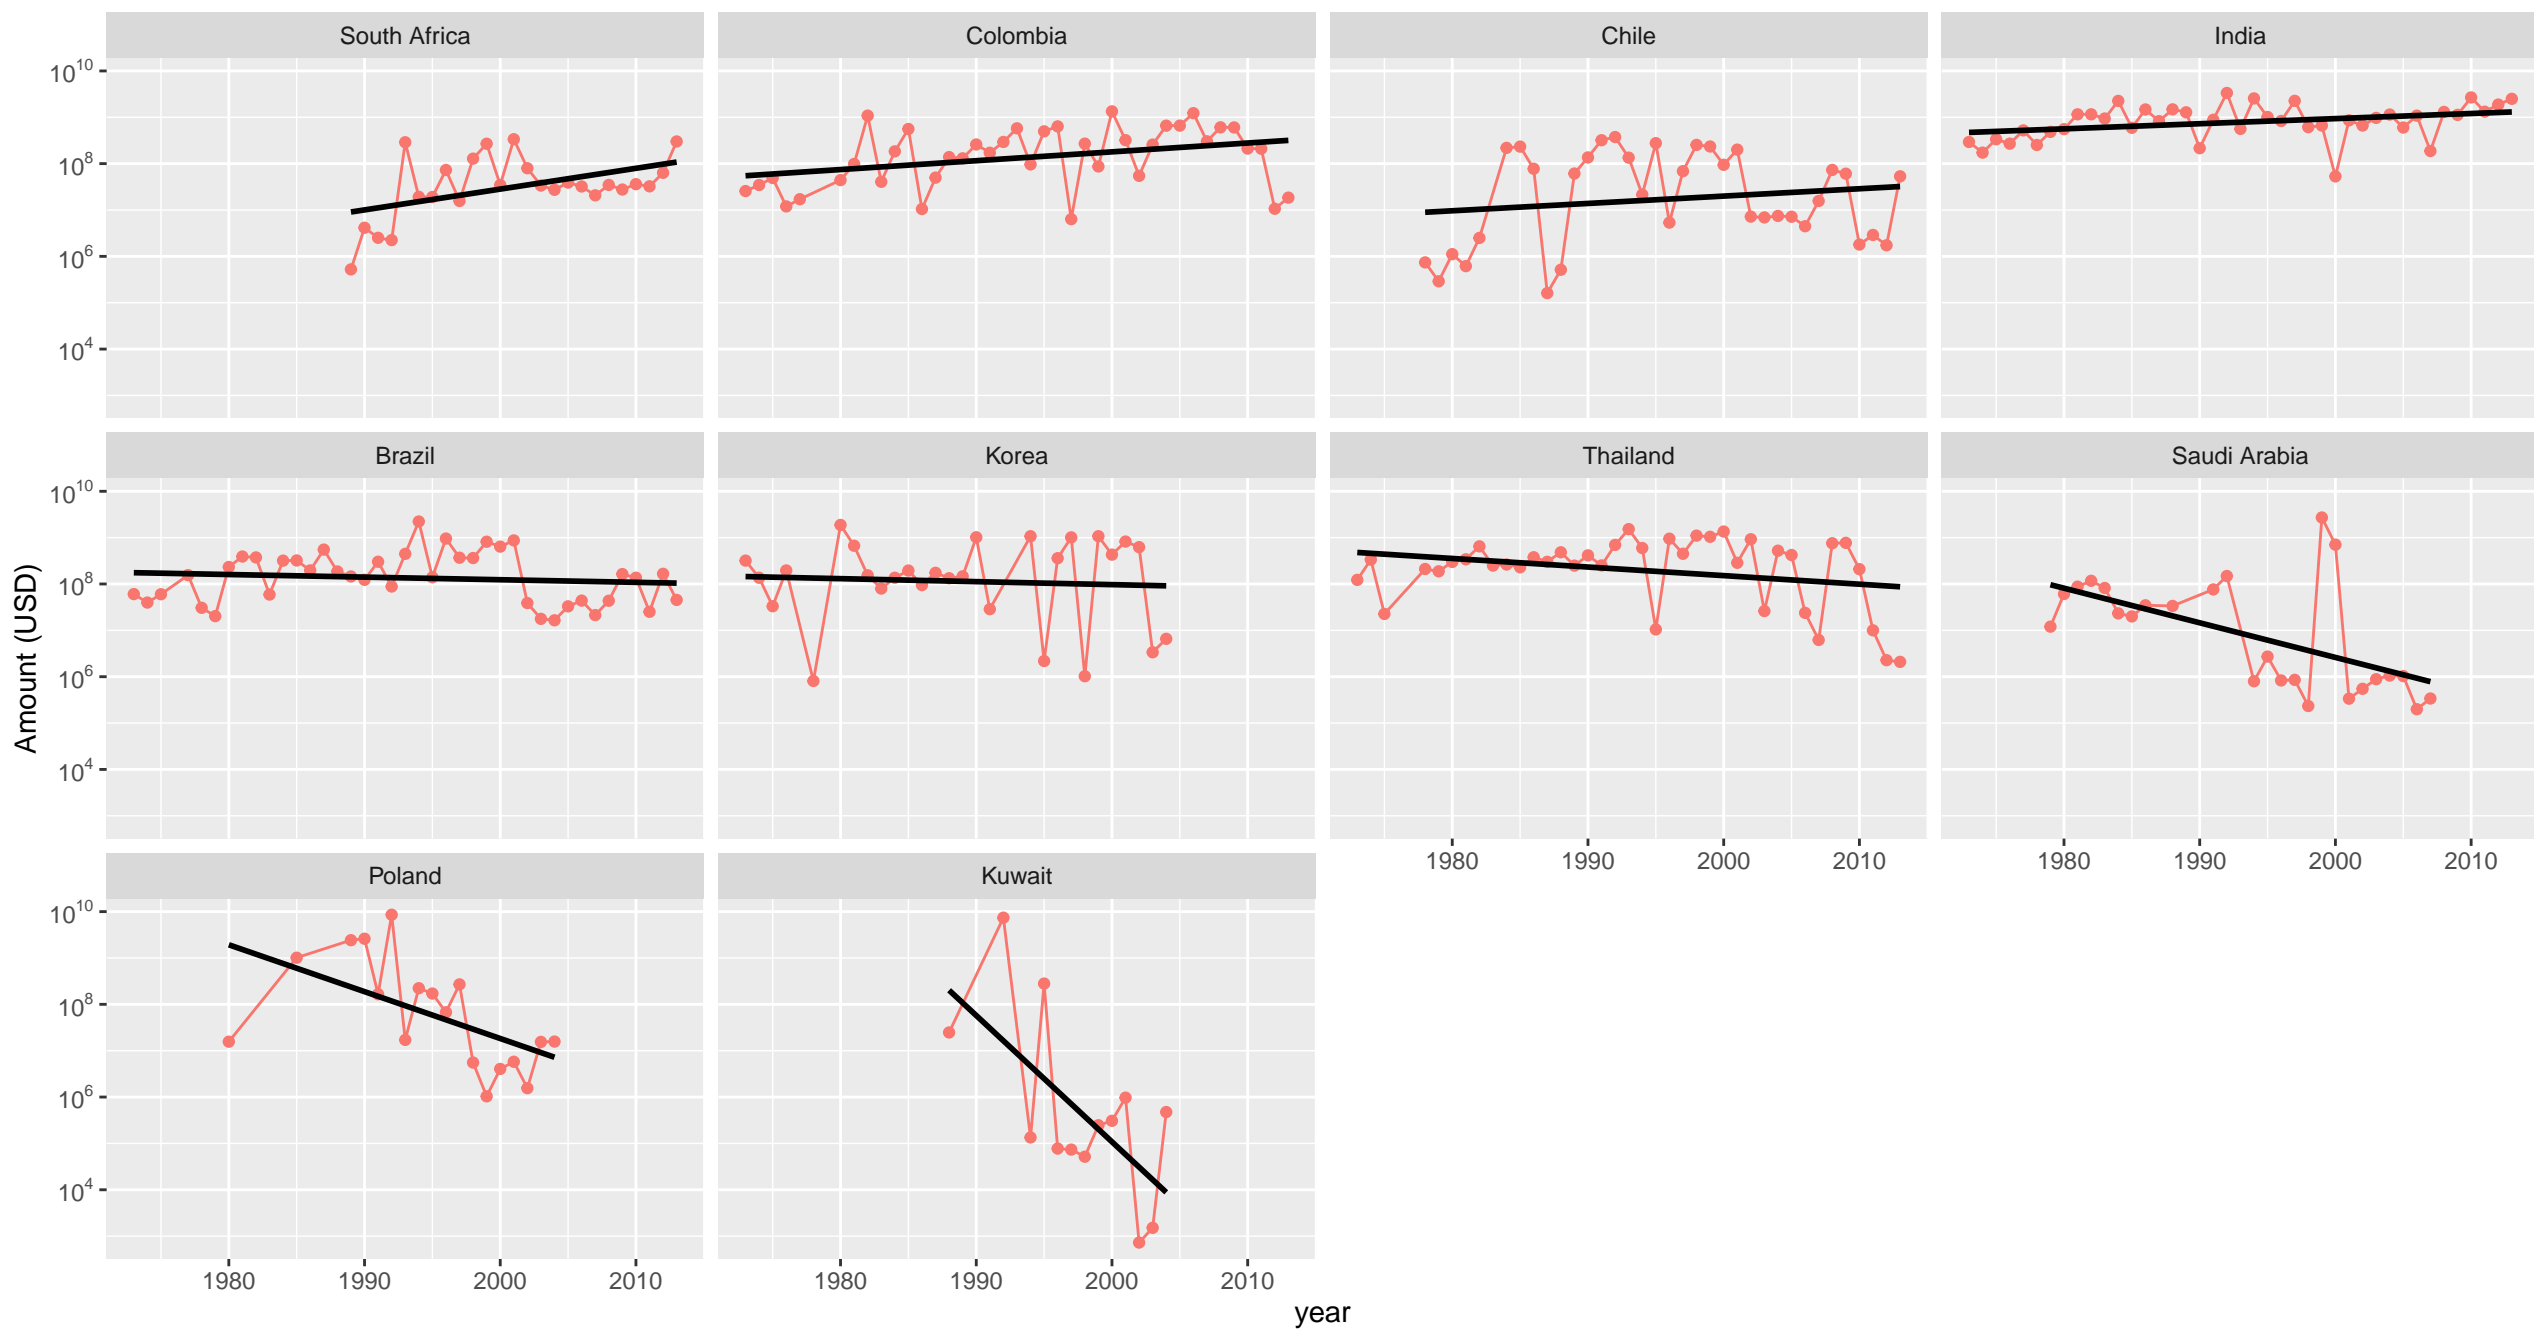 South Africa Colombia Chile India
10^10
10^8
10^6
10^4
Brazil Korea Thailand Saudi Arabia
10^10
10^8
10^6
10^4
1980 1990 2000 2010 1980 1990 2000 2010
Poland Kuwait
10^10
10^8
10^6
10^4
1980 1990 2000 2010 1980 1990 2000 2010
Amount (USD)
year